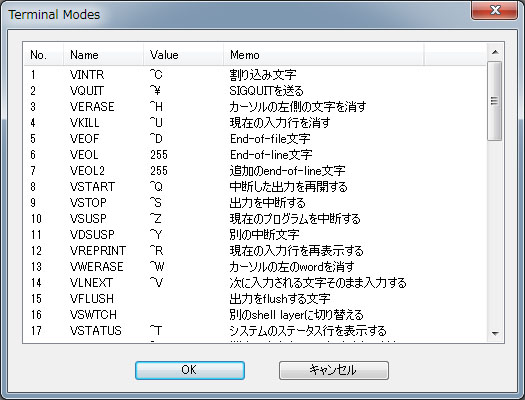 Terminal Modes
No. Name Value Memo
1 VINTR ^C 割り込み文字
2 VQUIT ^¥ SIGQUITを送る
3 VERASE ^H カーソルの左側の文字を消す
4 VKILL ^U 現在の入力行を消す
5 VEOF ^D End-of-file文字
6 VEOL 255 End-of-line文字
7 VEOL2 255 追加のend-of-line文字
8 VSTART ^Q 中断した出力を再開する
9 VSTOP ^S 出力を中断する
10 VSUSP ^Z 現在のプログラムを中断する
11 VDSUSP ^Y 別の中断文字
12 VREPRINT ^R 現在の入力行を再表示する
13 VWERASE ^W カーソルの左のwordを消す
14 VLNEXT ^V 次に入力される文字をそのまま入力する
15 VFLUSH 出力をflushする文字
16 VSWTCH 別のshell layerに切り替える
17 VSTATUS ^T システムのステータス行を表示する
OK キャンセル